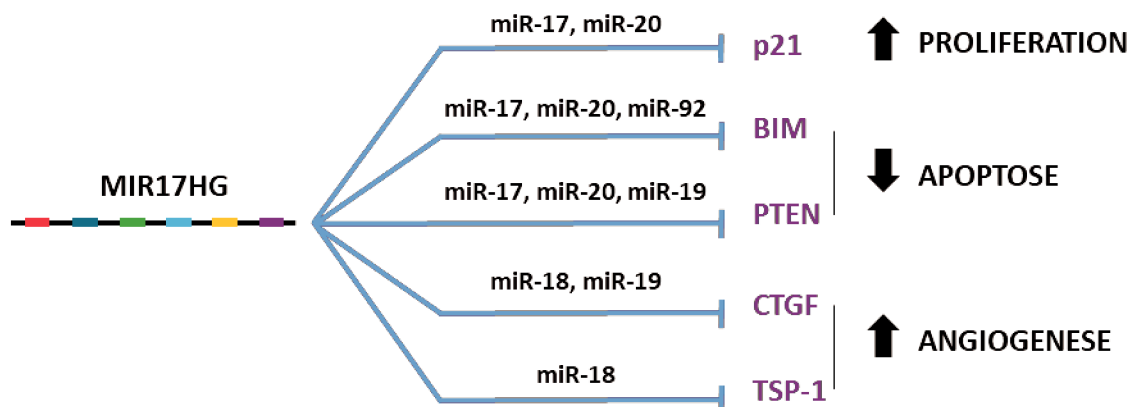 miR-17, miR-20
p21
PROLIFERATION
miR-17, miR-20, miR-92
BIM
MIR17HG
APOPTOSE
miR-17, miR-20, miR-19
PTEN
miR-18, miR-19
CTGF
ANGIOGENESE
miR-18
TSP-1